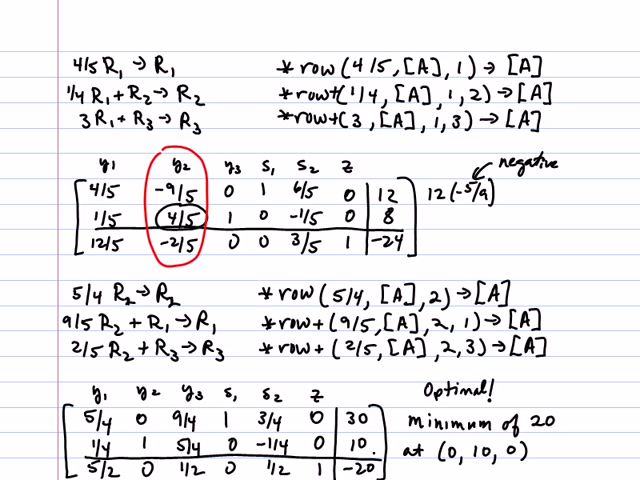 4/5 R₁ → R₁ *row(4/5, [A], 1) → [A]
1/4 R₁ + R₂ → R₂ *row+(1/4, [A], 1, 2) → [A]
3 R₁ + R₃ → R₃ *row+(3, [A], 1, 3) → [A]
y₁ y₂ y₃ s₁ s₂ z negative
4/5 -9/5 0 1 6/5 0 12 12(-5/9)
1/5 4/5 1 0 -1/5 0 8
12/5 -2/5 0 0 3/5 1 -24
5/4 R₂ → R₂ *row(5/4, [A], 2) → [A]
9/5 R₂ + R₁ → R₁ *row+(9/5, [A], 2, 1) → [A]
2/5 R₂ + R₃ → R₃ *row+(2/5, [A], 2, 3) → [A]
y₁ y₂ y₃ s₁ s₂ z Optimal!
5/4 0 9/4 1 3/4 0 30 minimum of 20
1/4 1 5/4 0 -1/4 0 10 at (0, 10, 0)
5/2 0 1/2 0 1/2 1 -20